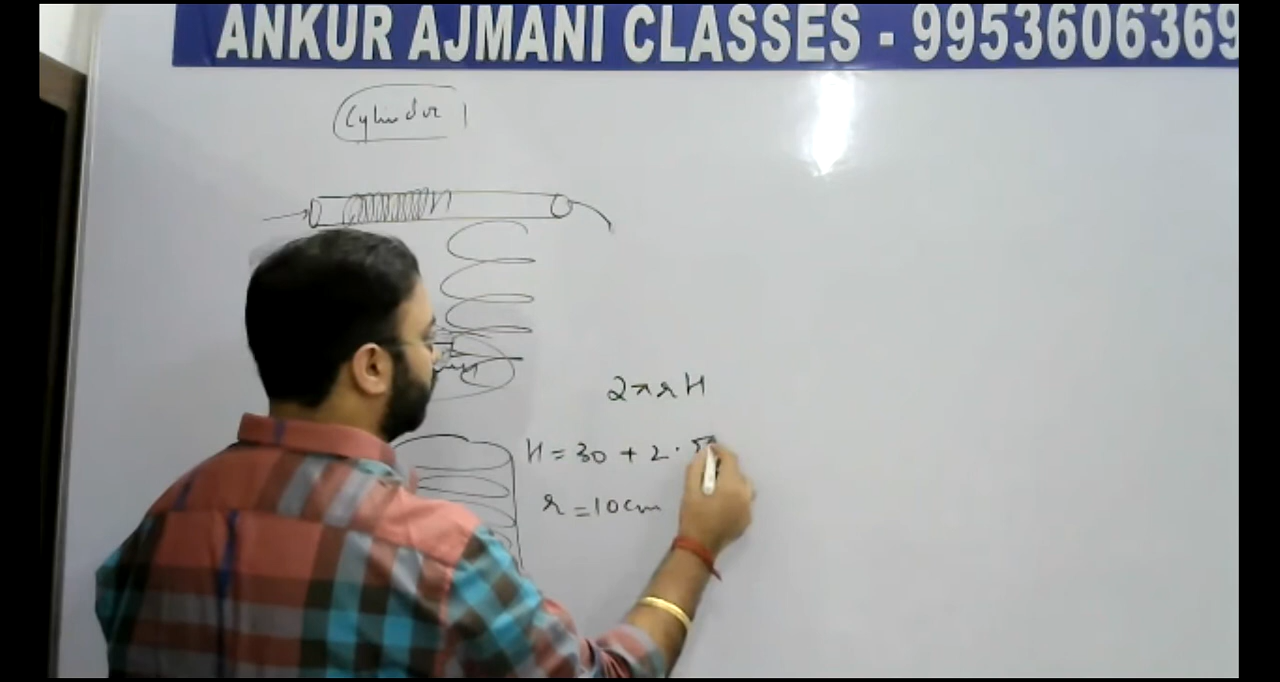 ANKUR AJMANI CLASSES - 9953606369
Cylinder
2πrH
H = 30 + 2.5
r = 10cm